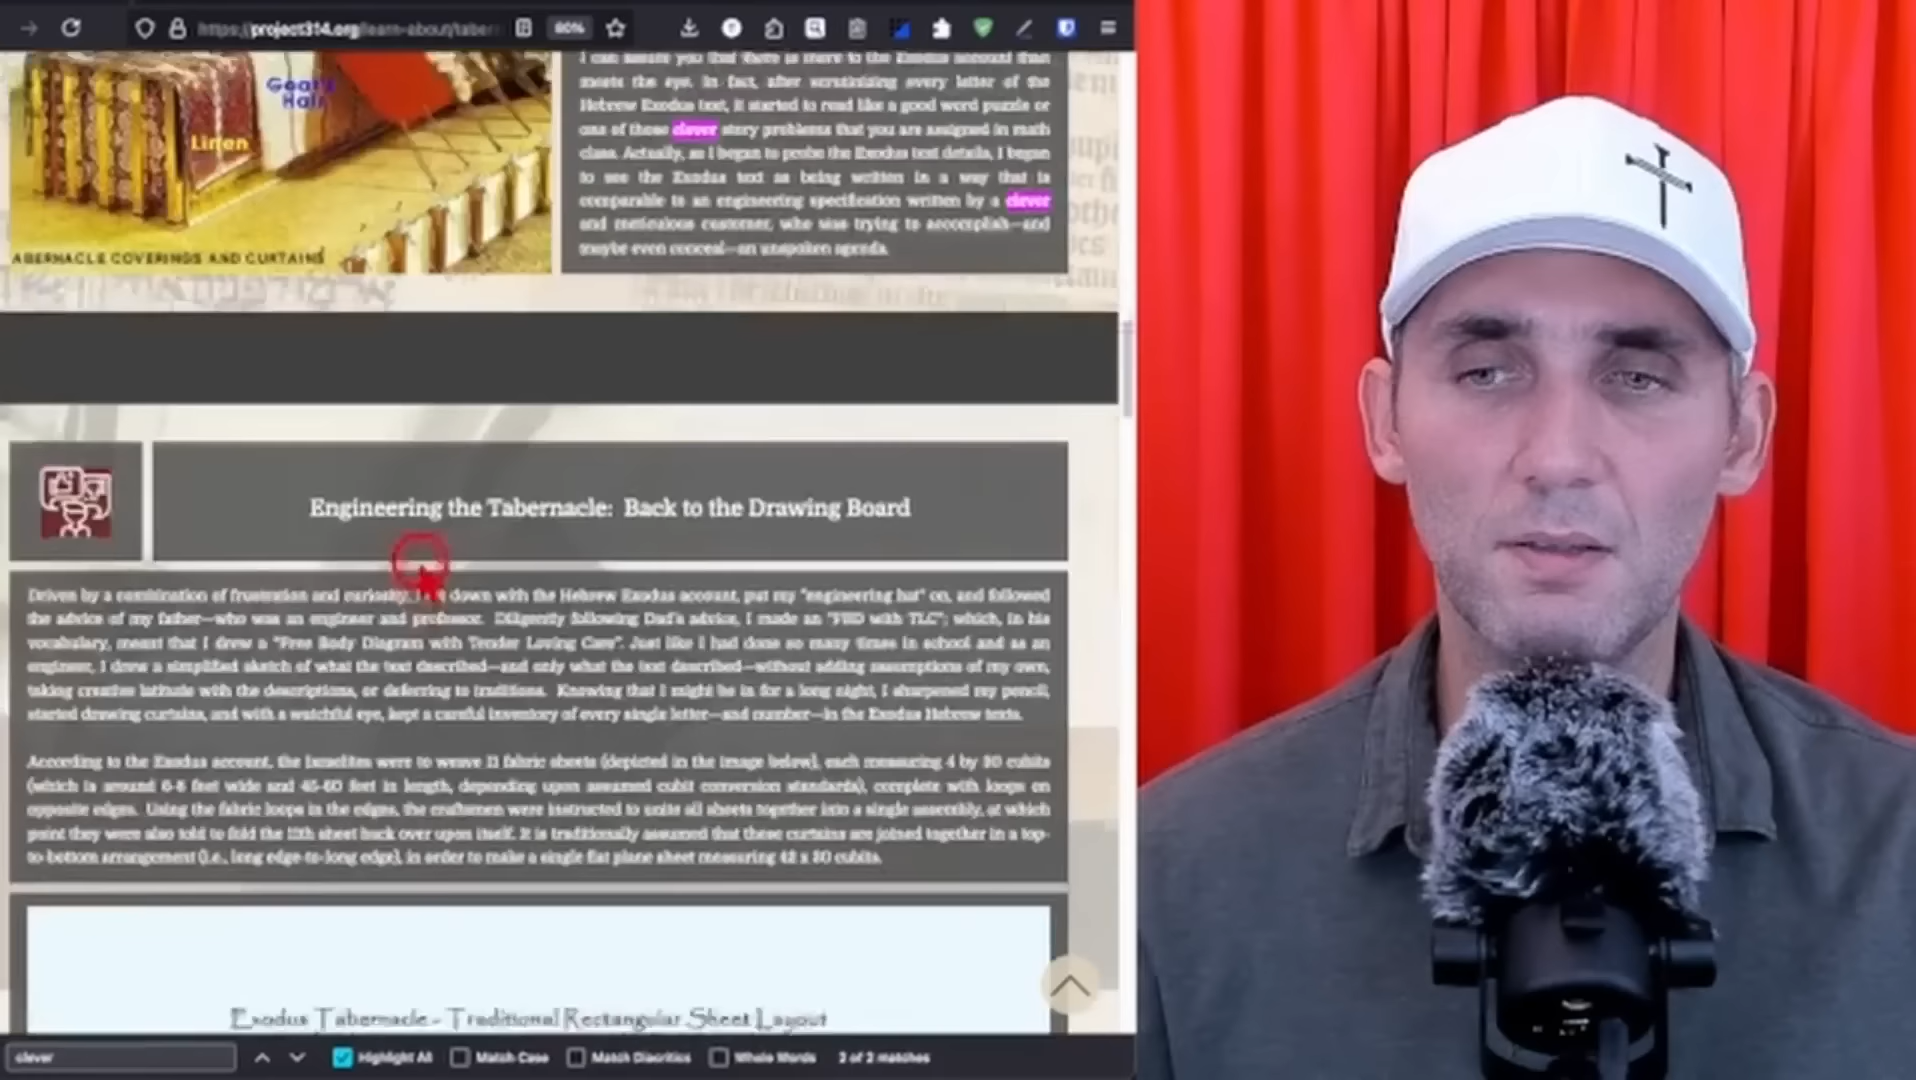 https://project314.org/learn-about/taber
80%
Goat's
Hair
Linen
ABERNACLE COVERINGS AND CURTAINS
I can assure you that there is more to the Exodus account than
meets the eye. In fact, after scrutinizing every letter of the
Hebrew Exodus text, it started to read like a good word puzzle or
one of those clever story problems that you are assigned in math
class. Actually, as I began to probe the Exodus text details, I began
to see the Exodus text as being written in a way that is
comparable to an engineering specification written by a clever
and meticulous customer, who was trying to accomplish—and
maybe even conceal—an unspoken agenda.
Engineering the Tabernacle: Back to the Drawing Board
Driven by a combination of frustration and curiosity, I down with the Hebrew Exodus account, put my "engineering hat" on, and followed
the advice of my father—who was an engineer and professor. Diligently following Dad's advice, I made an "FBD with TLC"; which, in his
vocabulary, meant that I drew a "Free Body Diagram with Tender Loving Care". Just like I had done so many times in school and as an
engineer, I drew a simplified sketch of what the text described—and only what the text described—without adding assumptions of my own,
taking creative latitude with the descriptions, or deferring to traditions. Knowing that I might be in for a long night, I sharpened my pencil,
started drawing curtains, and with a watchful eye, kept a careful inventory of every single letter—and number—in the Exodus Hebrew texts.
According to the Exodus account, the Israelites were to weave 11 fabric sheets (depicted in the image below), each measuring 4 by 30 cubits
(which is around 6-8 feet wide and 45-60 feet in length, depending upon assumed cubit conversion standards), complete with loops on
opposite edges. Using the fabric loops in the edges, the craftsmen were instructed to unite all sheets together into a single assembly, at which
point they were also told to fold the 11th sheet back over upon itself. It is traditionally assumed that these curtains are joined together in a top-
to-bottom arrangement (i.e., long edge-to-long edge), in order to make a single flat plane sheet measuring 42 x 30 cubits.
Exodus Tabernacle - Traditional Rectangular Sheet Layout
clever
Highlight All
Match Case
Match Diacritics
Whole Words
2 of 2 matches